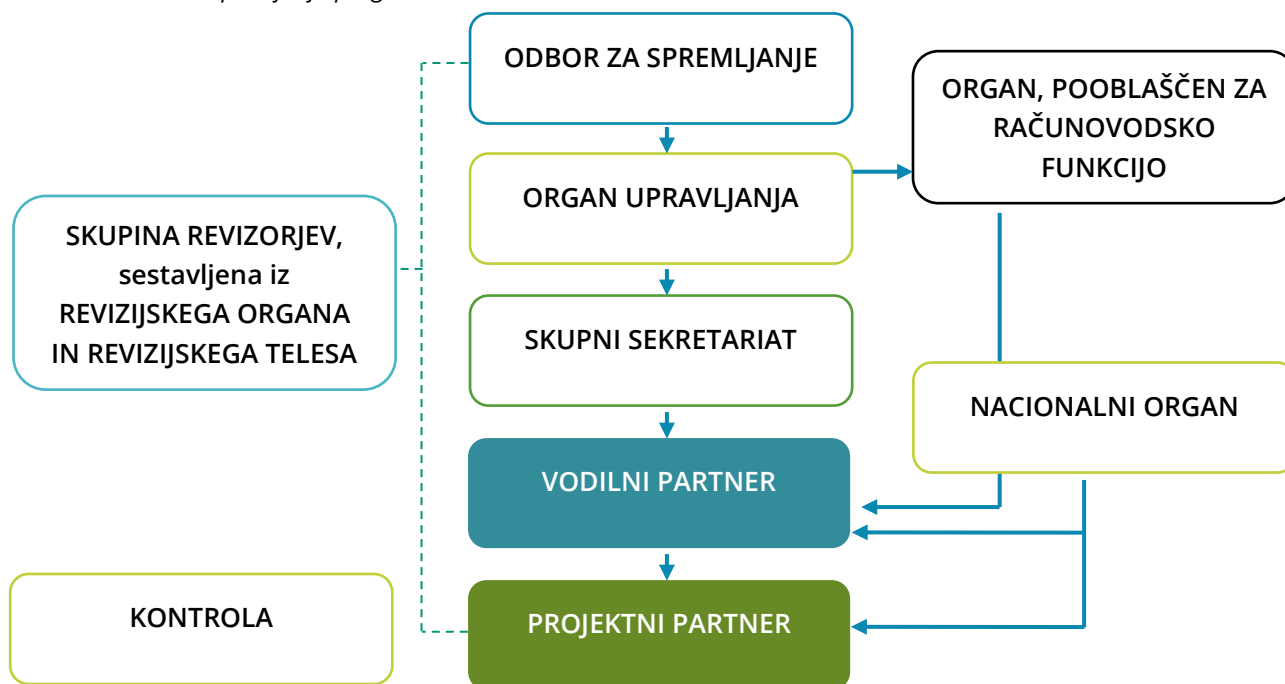 ODBOR ZA SPREMLJANJE
ORGAN, POOBLAŠČEN ZA
RAČUNOVODSKO
FUNKCIJO
ORGAN UPRAVLJANJA
SKUPINA REVIZORJEV,
sestavljena iz
REVIZIJSKEGA ORGANA
IN REVIZIJSKEGA TELESA
SKUPNI SEKRETARIAT
NACIONALNI ORGAN
VODILNI PARTNER
KONTROLA
PROJEKTNI PARTNER